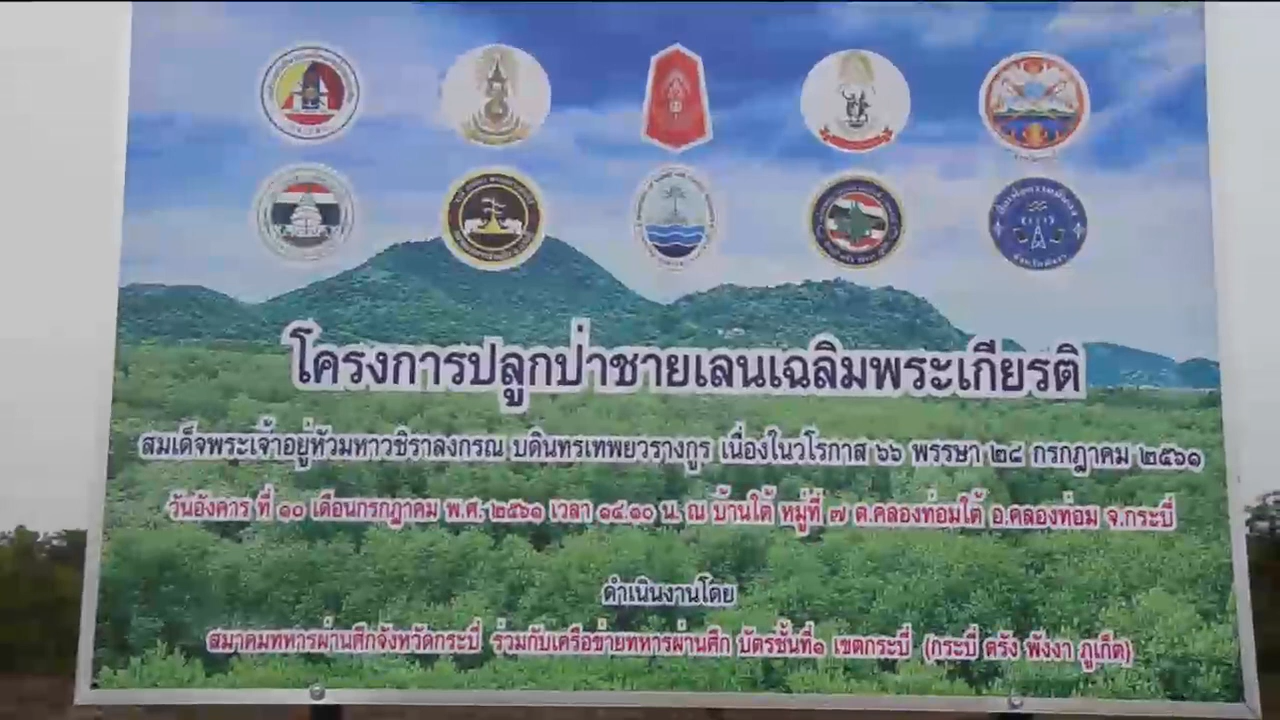 โครงการปลูกป่าชายเลนเฉลิมพระเกียรติ
สมเด็จพระเจ้าอยู่หัวมหาวชิราลงกรณ บดินทรเทพยวรางกูร เนื่องในวโรกาส ๖๖ พรรษา ๒๘ กรกฎาคม ๒๕๖๑
วันอังคาร ที่ ๑๐ เดือนกรกฎาคม พ.ศ. ๒๕๖๑ เวลา ๑๔.๑๐ น. ณ บ้านใต้ หมู่ที่ ๗ ต.คลองท่อมใต้ อ.คลองท่อม จ.กระบี่
ดำเนินงานโดย
สมาคมทหารผ่านศึกจังหวัดกระบี่ ร่วมกับเครือข่ายทหารผ่านศึก บัตรชั้นที่๑ เขตกระบี่ (กระบี่ ตรัง พังงา ภูเก็ต)